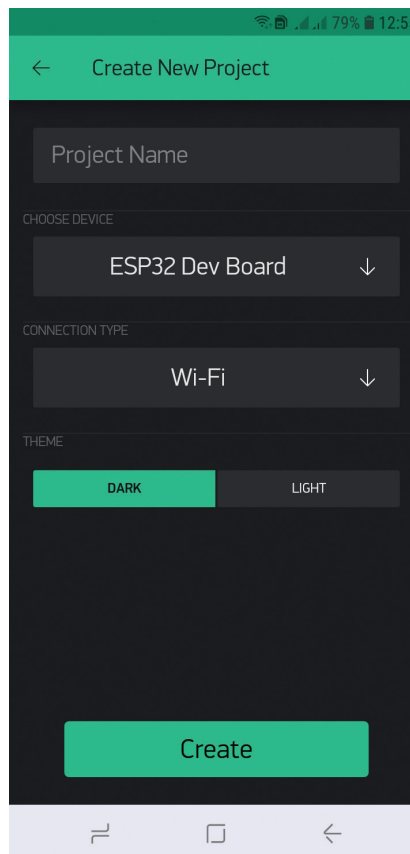 79% 12:5
Create New Project
Project Name
CHOOSE DEVICE
ESP32 Dev Board
CONNECTION TYPE
Wi-Fi
THEME
DARK LIGHT
Create